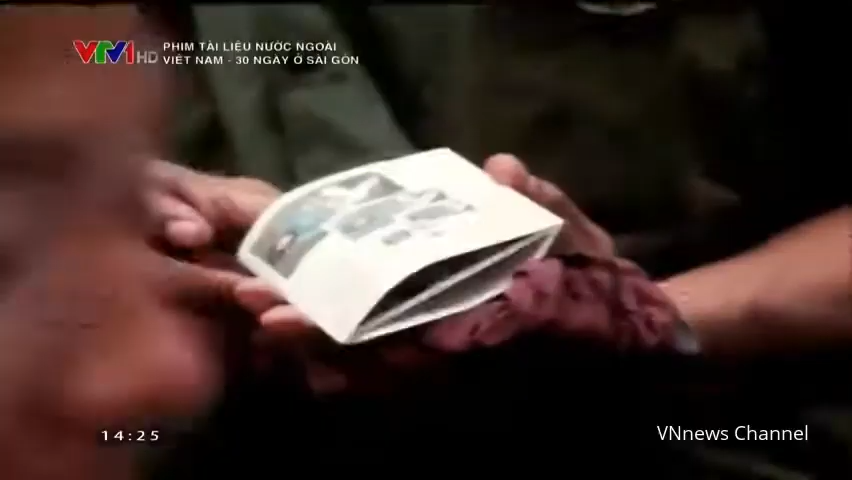 VTV1 HD
PHIM TÀI LIỆU NƯỚC NGOÀI
VIỆT NAM - 30 NGÀY Ở SÀI GÒN
14:25
VNnews Channel